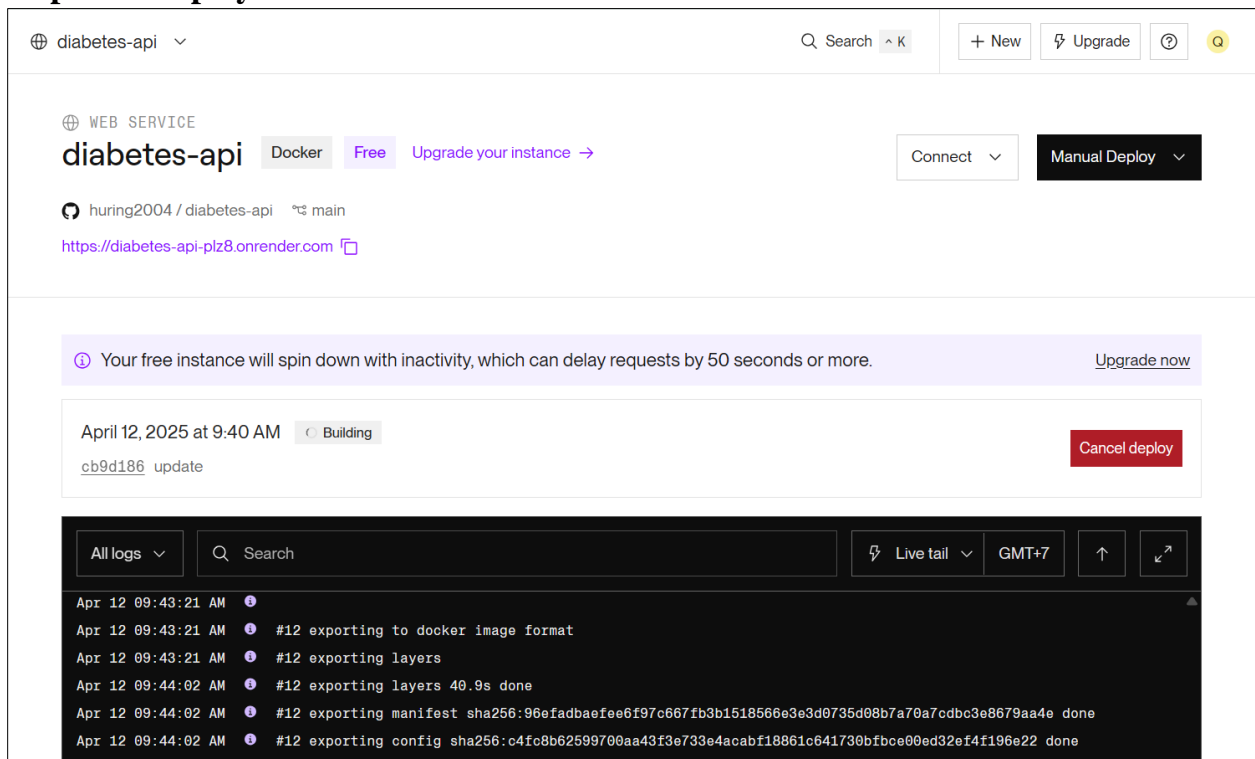 diabetes-api
Search ^ K
+ New
Upgrade
Q
WEB SERVICE
diabetes-api Docker Free Upgrade your instance →
Connect
Manual Deploy
huring2004 / diabetes-api main
https://diabetes-api-plz8.onrender.com
Your free instance will spin down with inactivity, which can delay requests by 50 seconds or more. Upgrade now
April 12, 2025 at 9:40 AM Building
cb9d186 update
Cancel deploy
All logs Search Live tail GMT+7
Apr 12 09:43:21 AM
Apr 12 09:43:21 AM #12 exporting to docker image format
Apr 12 09:43:21 AM #12 exporting layers
Apr 12 09:44:02 AM #12 exporting layers 40.9s done
Apr 12 09:44:02 AM #12 exporting manifest sha256:96efadbaefee6f97c667fb3b1518566e3e3d0735d08b7a70a7cdbc3e8679aa4e done
Apr 12 09:44:02 AM #12 exporting config sha256:c4fc8b62599700aa43f3e733e4acabf18861c641730bfbce00ed32ef4f196e22 done